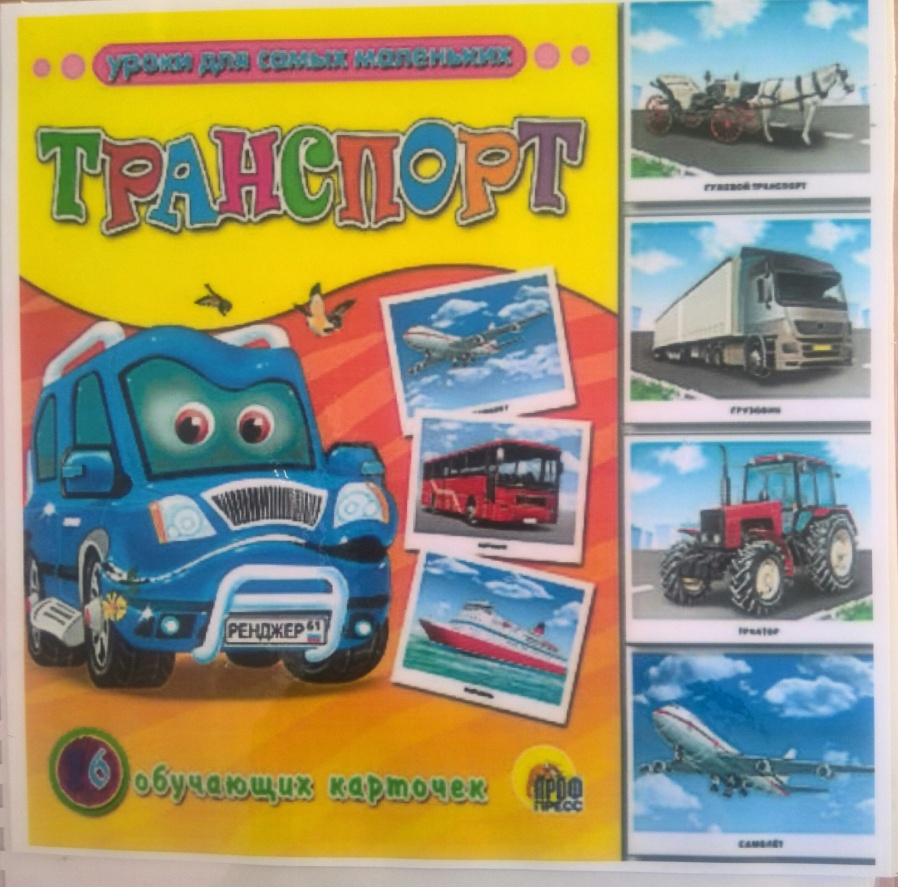 уроки для самых маленьких
ТРАНСПОРТ
РЕНДЖЕР 61
6 обучающих карточек
ПРОФ
ПРЕСС
ГУЖЕВОЙ ТРАНСПОРТ
ГРУЗОВИК
ТРАКТОР
САМОЛЁТ